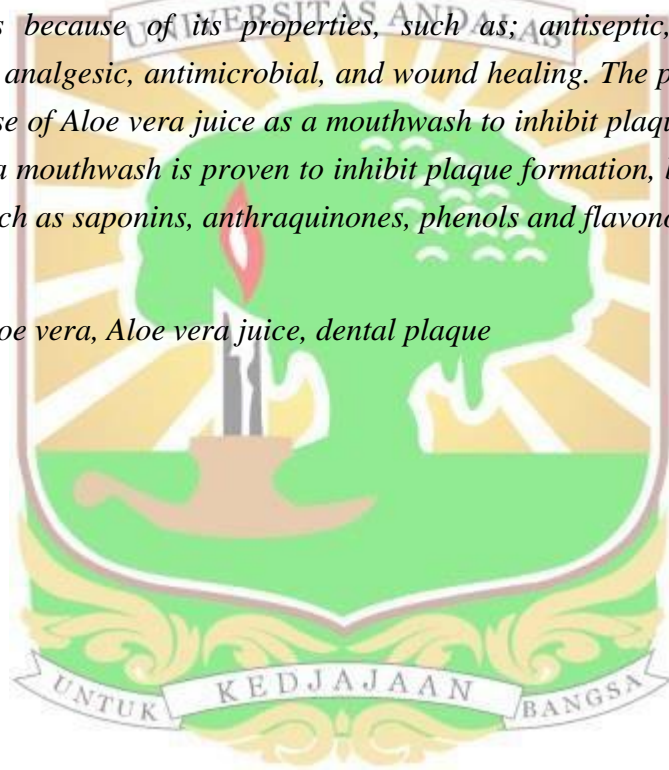 s because of its properties, such as; antiseptic,
UNIVERSITAS ANDALAS
analgesic, antimicrobial, and wound healing. The p
se of Aloe vera juice as a mouthwash to inhibit plaqu
a mouthwash is proven to inhibit plaque formation, b
ch as saponins, anthraquinones, phenols and flavono
oe vera, Aloe vera juice, dental plaque
UNTUK KEDJAJAAN BANGSA